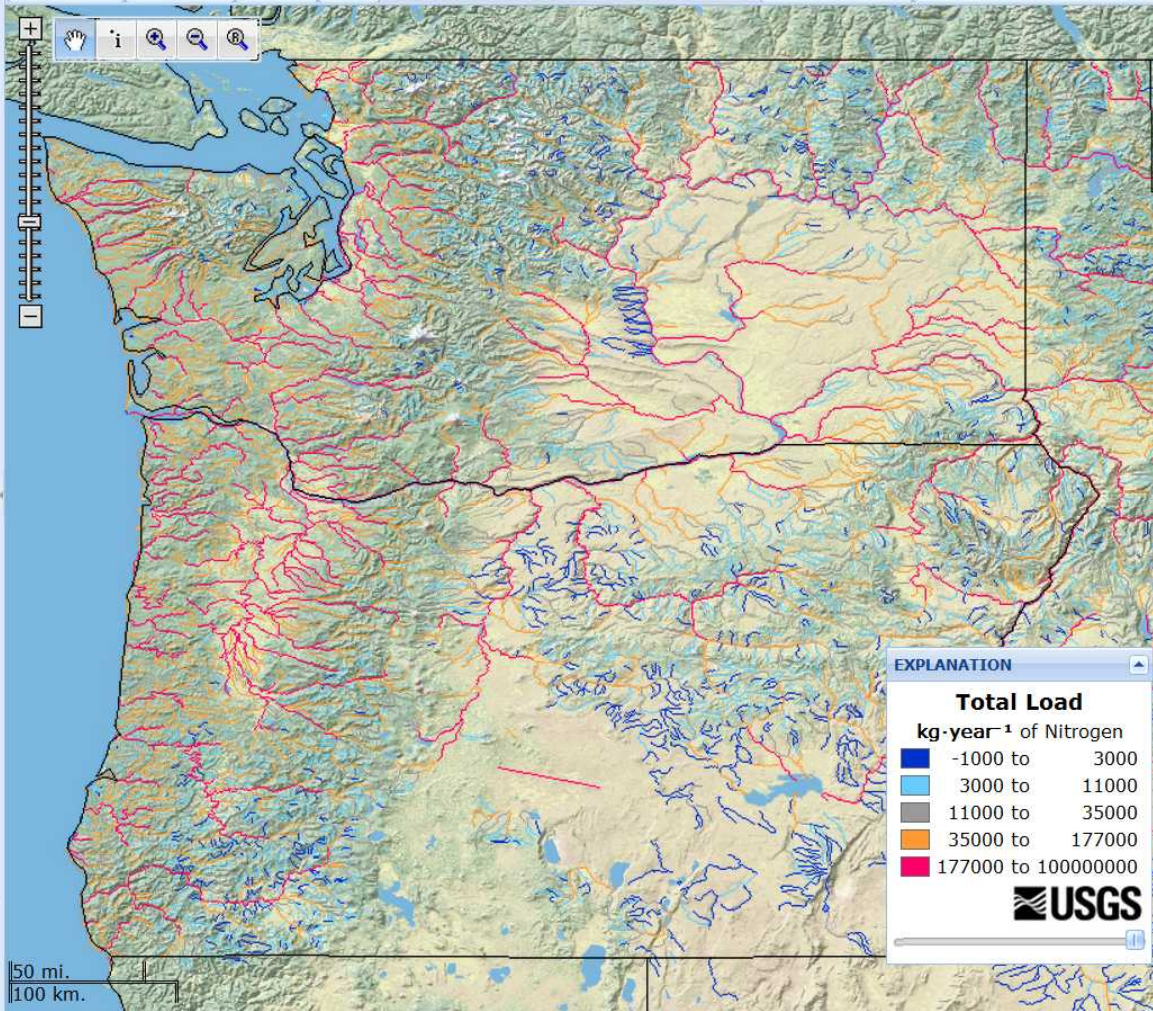 +
i
R
−
EXPLANATION
Total Load
kg·year⁻¹ of Nitrogen
-1000 to 3000
3000 to 11000
11000 to 35000
35000 to 177000
177000 to 100000000
USGS
50 mi.
100 km.